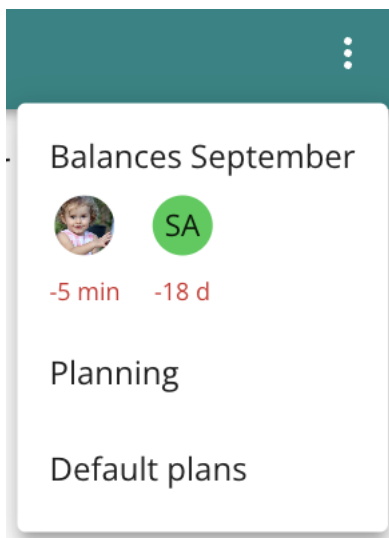 Balances September
SA
-5 min -18 d
Planning
Default plans